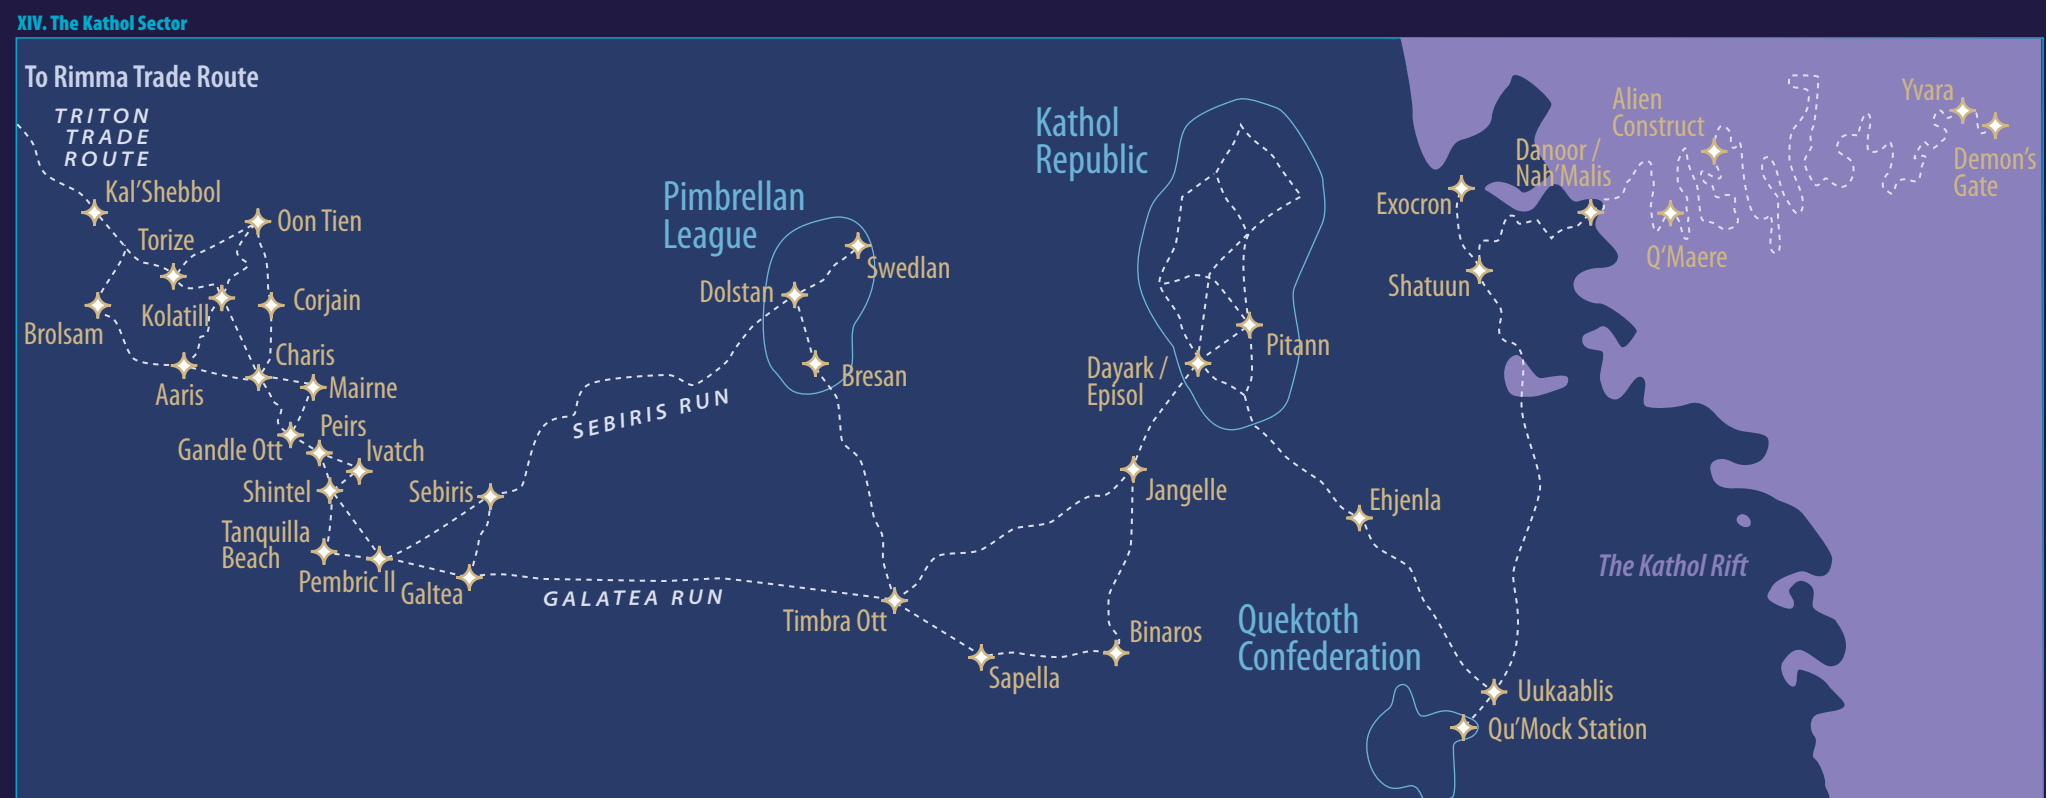 XIV. The Kathol Sector
To Rimma Trade Route
TRITON
TRADE
ROUTE
Kal’Shebbol
Oon Tien
Torize
Kolatill
Corjain
Brolsam
Charis
Aaris
Mairne
Peirs
Gandle Ott
Ivatch
Shintel
Sebiris
Tanquilla
Beach
Pembric II
Galtea
SEBIRIS RUN
GALATEA RUN
Pimbrellan
League
Swedlan
Dolstan
Bresan
Timbra Ott
Sapella
Kathol
Republic
Pitann
Dayark /
Episol
Jangelle
Binaros
Ehjenla
Quektoth
Confederation
Uukaablis
Qu’Mock Station
Exocron
Shatuun
Danoor /
Nah’Malis
Alien
Construct
Q’Maere
Yvara
Demon’s
Gate
The Kathol Rift